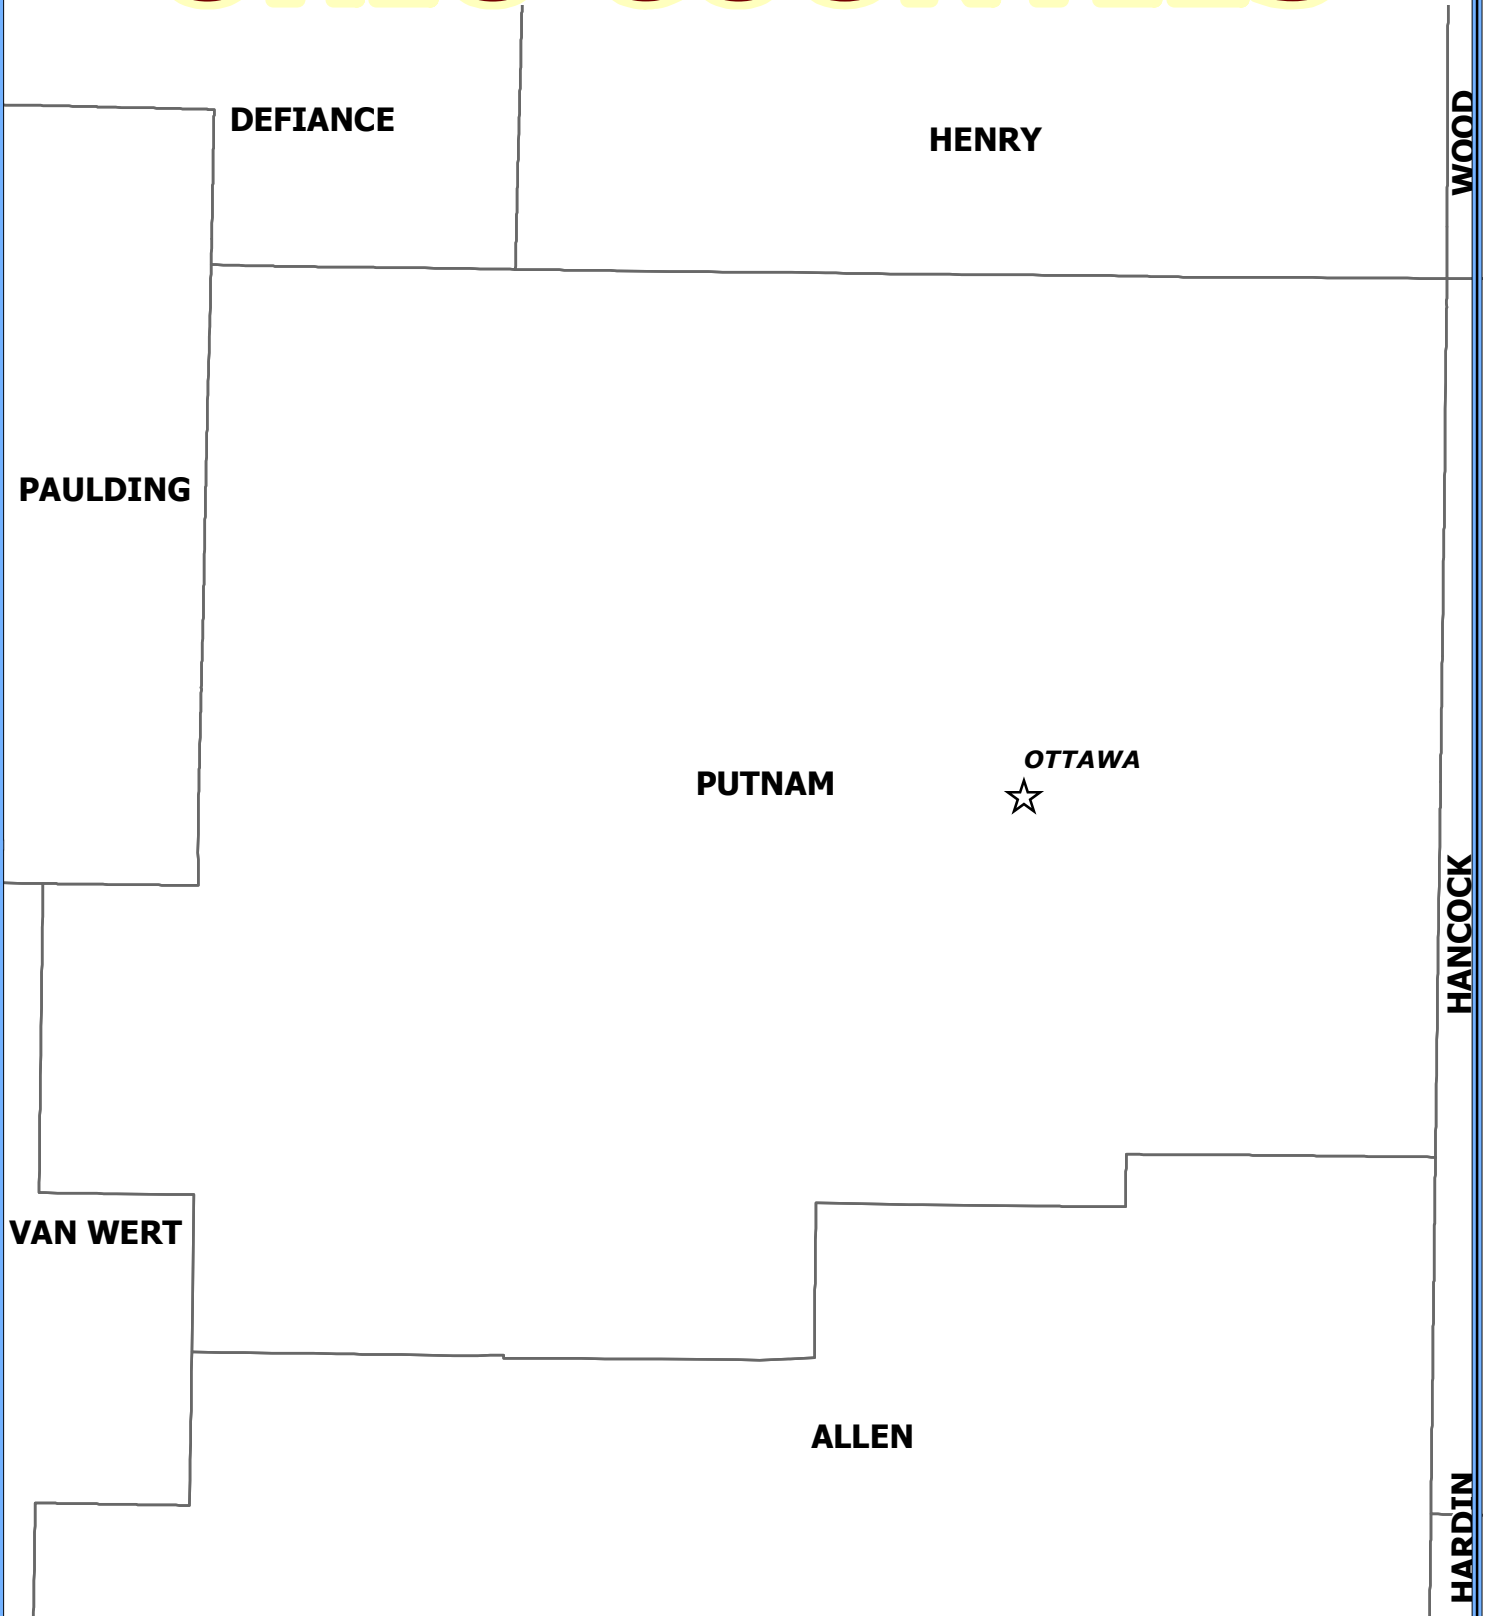 DEFIANCE
HENRY
WOOD
PAULDING
OTTAWA
PUTNAM
HANCOCK
VAN WERT
ALLEN
HARDIN